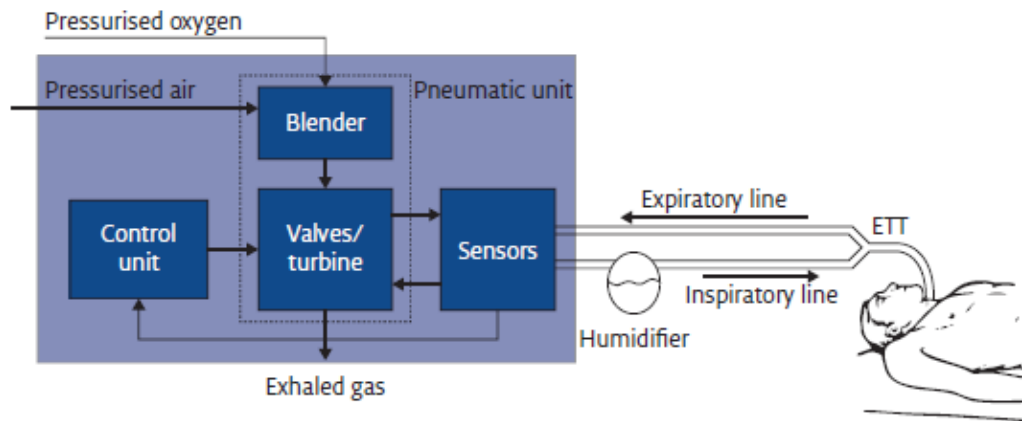 Pressurised oxygen
Pressurised air
Pneumatic unit
Blender
Control
unit
Valves/
turbine
Sensors
Expiratory line
ETT
Inspiratory line
Humidifier
Exhaled gas